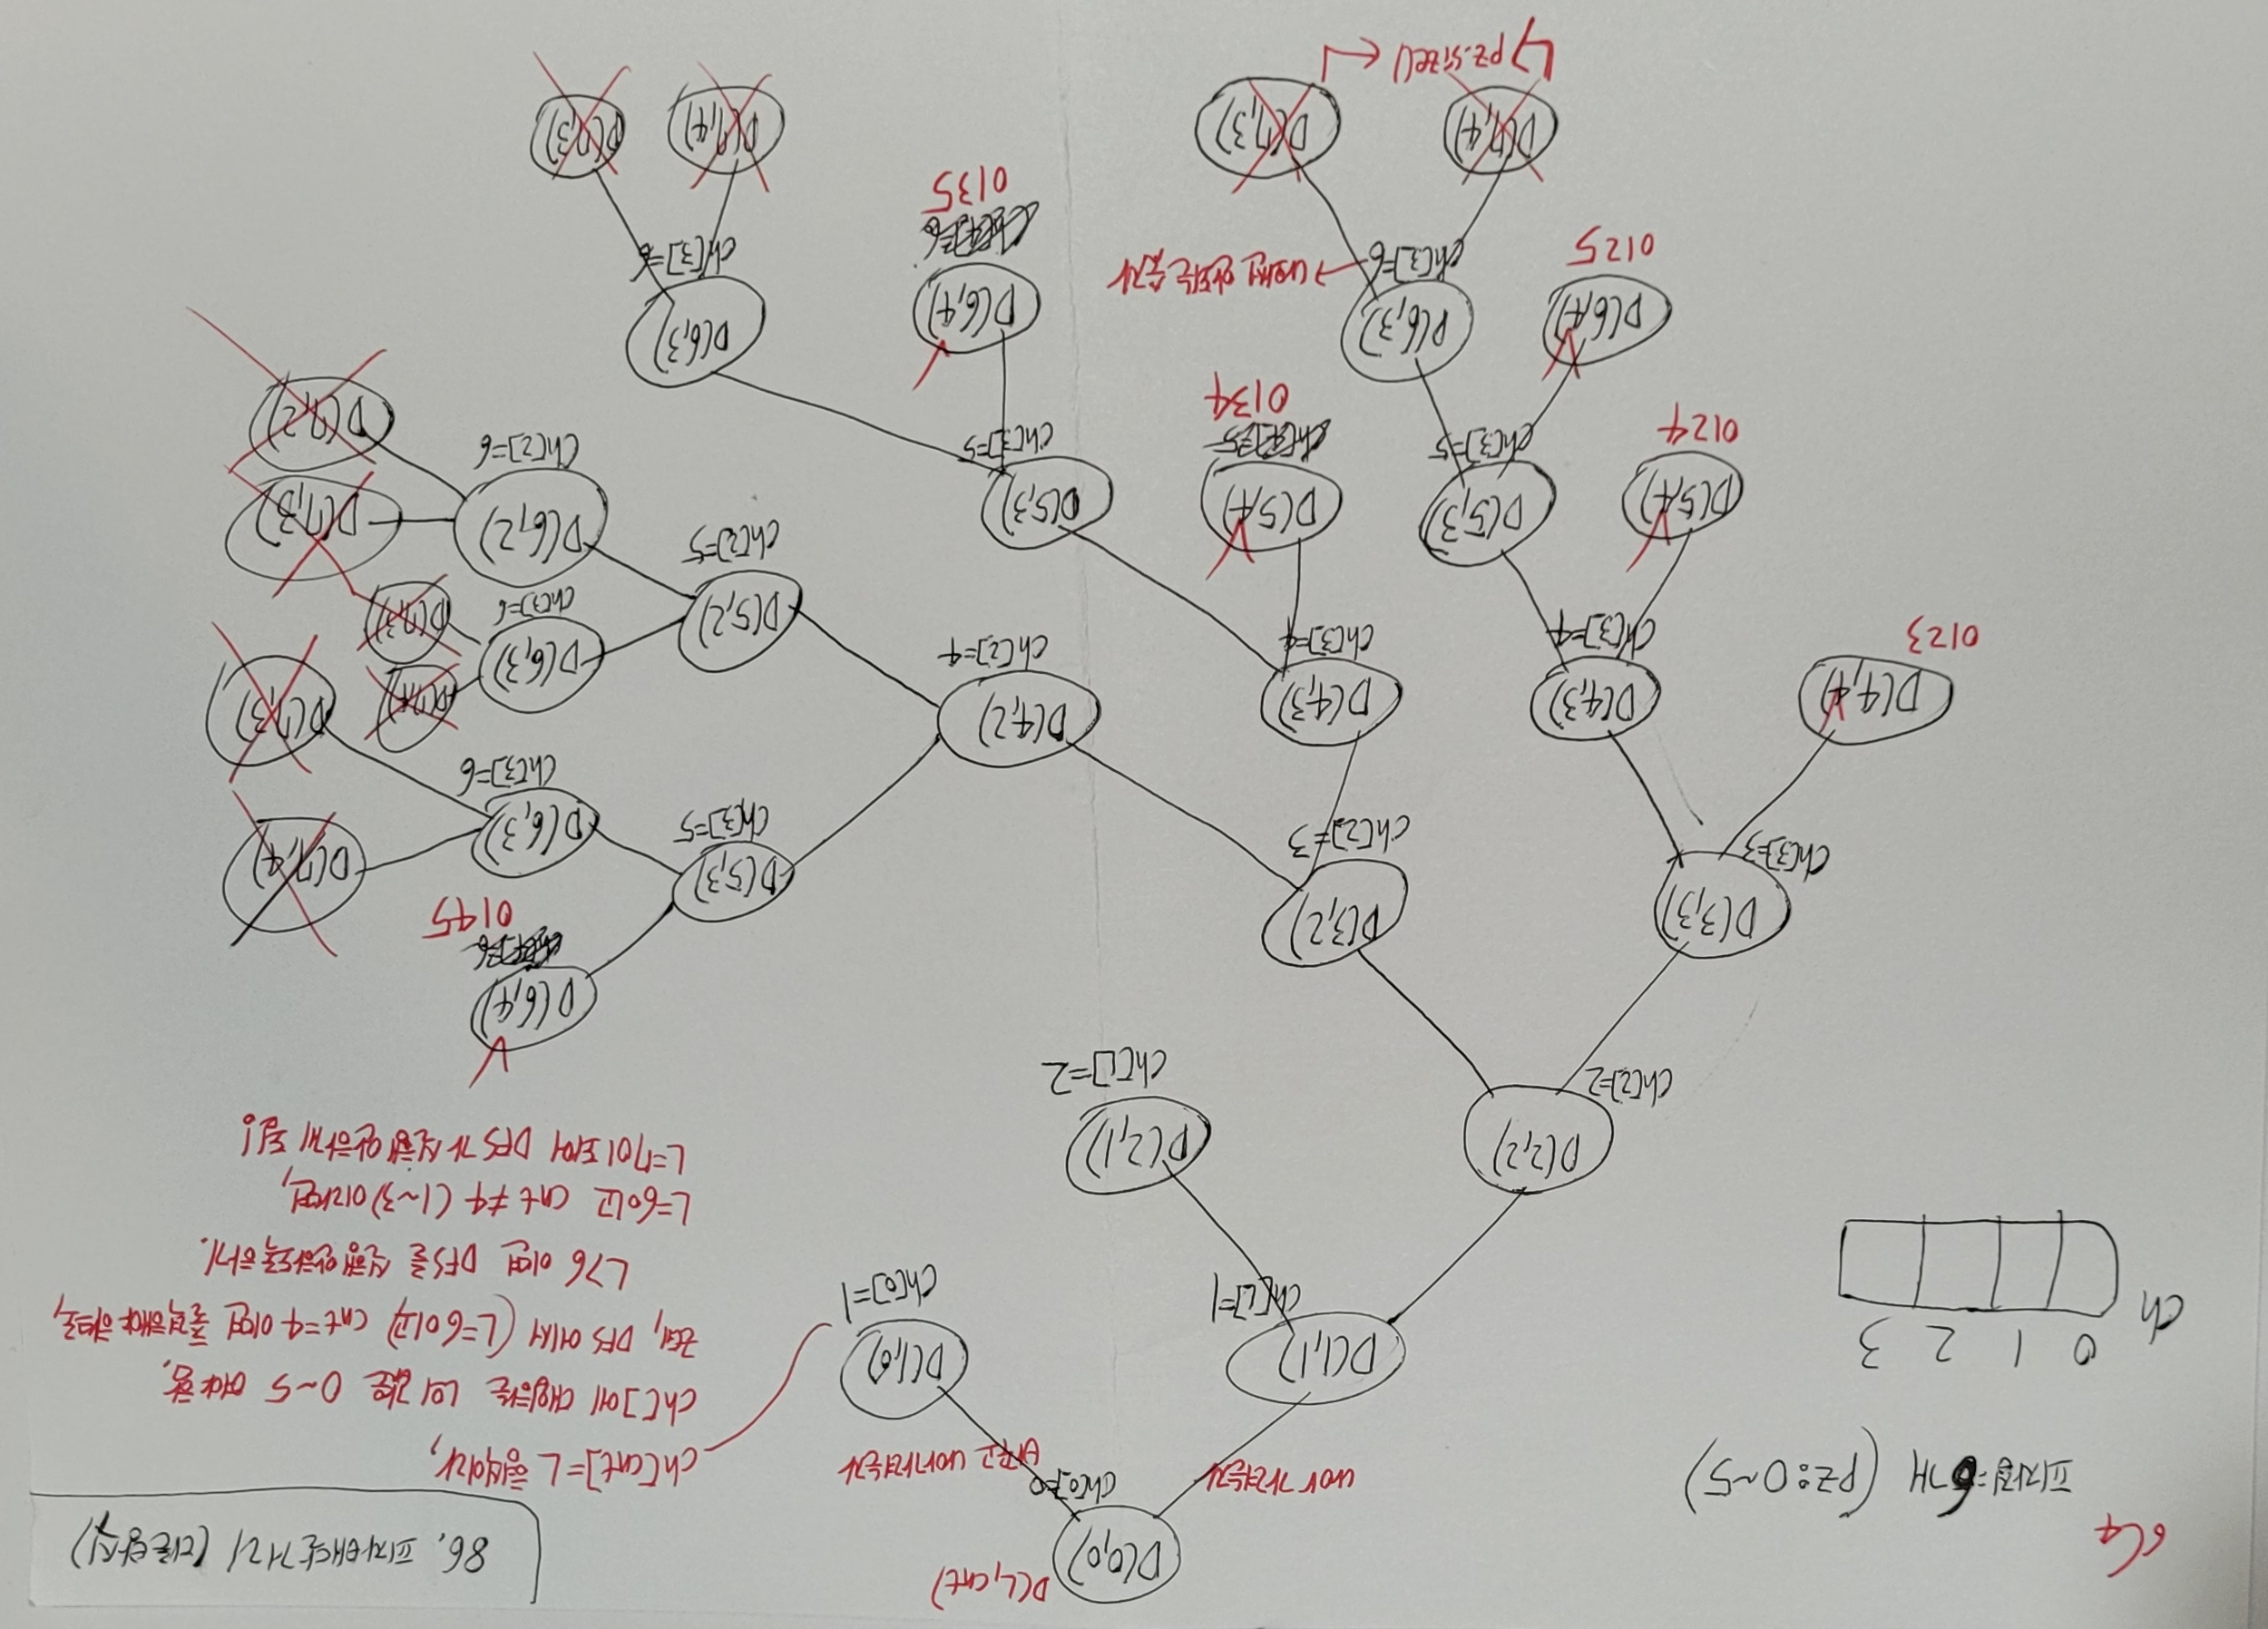 6C4
피자집=6개 (pz:0~5)
ch
0 1 2 3
86. 피자배달거리 (다른방식)
D(0,0)
D(L,cnt)
ch[0]=0
나아가려는자
바꾸고 나아가려는자
ch[cnt]=L 형식이라,
ch[]에 대입하는 L의 값은 0~5 여야 함.
근데, DFS에서 (L=6이고) cnt=4 이면 출력해야 하므로,
L>6 이면 DFS를 실행안하도록하기.
L=6이고 cnt≠4 (1~3)이라면,
L=7이 되어 DFS가 실행안하게 됨!
D(1,1)
ch[1]=1
D(1,0)
ch[0]=1
D(2,2)
ch[2]=2
D(2,1)
ch[1]=2
D(3,3)
ch[3]=3
D(3,2)
ch[2]=3
D(4,4)
0123
D(4,3)
ch[3]=4
D(4,3)
ch[3]=4
D(4,2)
ch[2]=4
D(5,4)
0124
D(5,3)
ch[3]=5
D(5,4)
0134
D(5,3)
ch[3]=5
D(6,4)
0125
D(6,3)
ch[3]=6
나와선 안되는 숫자
D(6,4)
0135
D(6,3)
ch[3]=6
D(7,4)
D(7,3)
pz.size()
D(7,4)
D(7,3)
D(5,3)
ch[3]=5
D(6,4)
0145
D(6,3)
ch[3]=6
D(7,4)
D(7,3)
D(5,2)
ch[2]=5
D(6,3)
ch[3]=6
D(7,4)
D(7,3)
D(6,2)
ch[2]=6
D(7,3)
D(7,2)